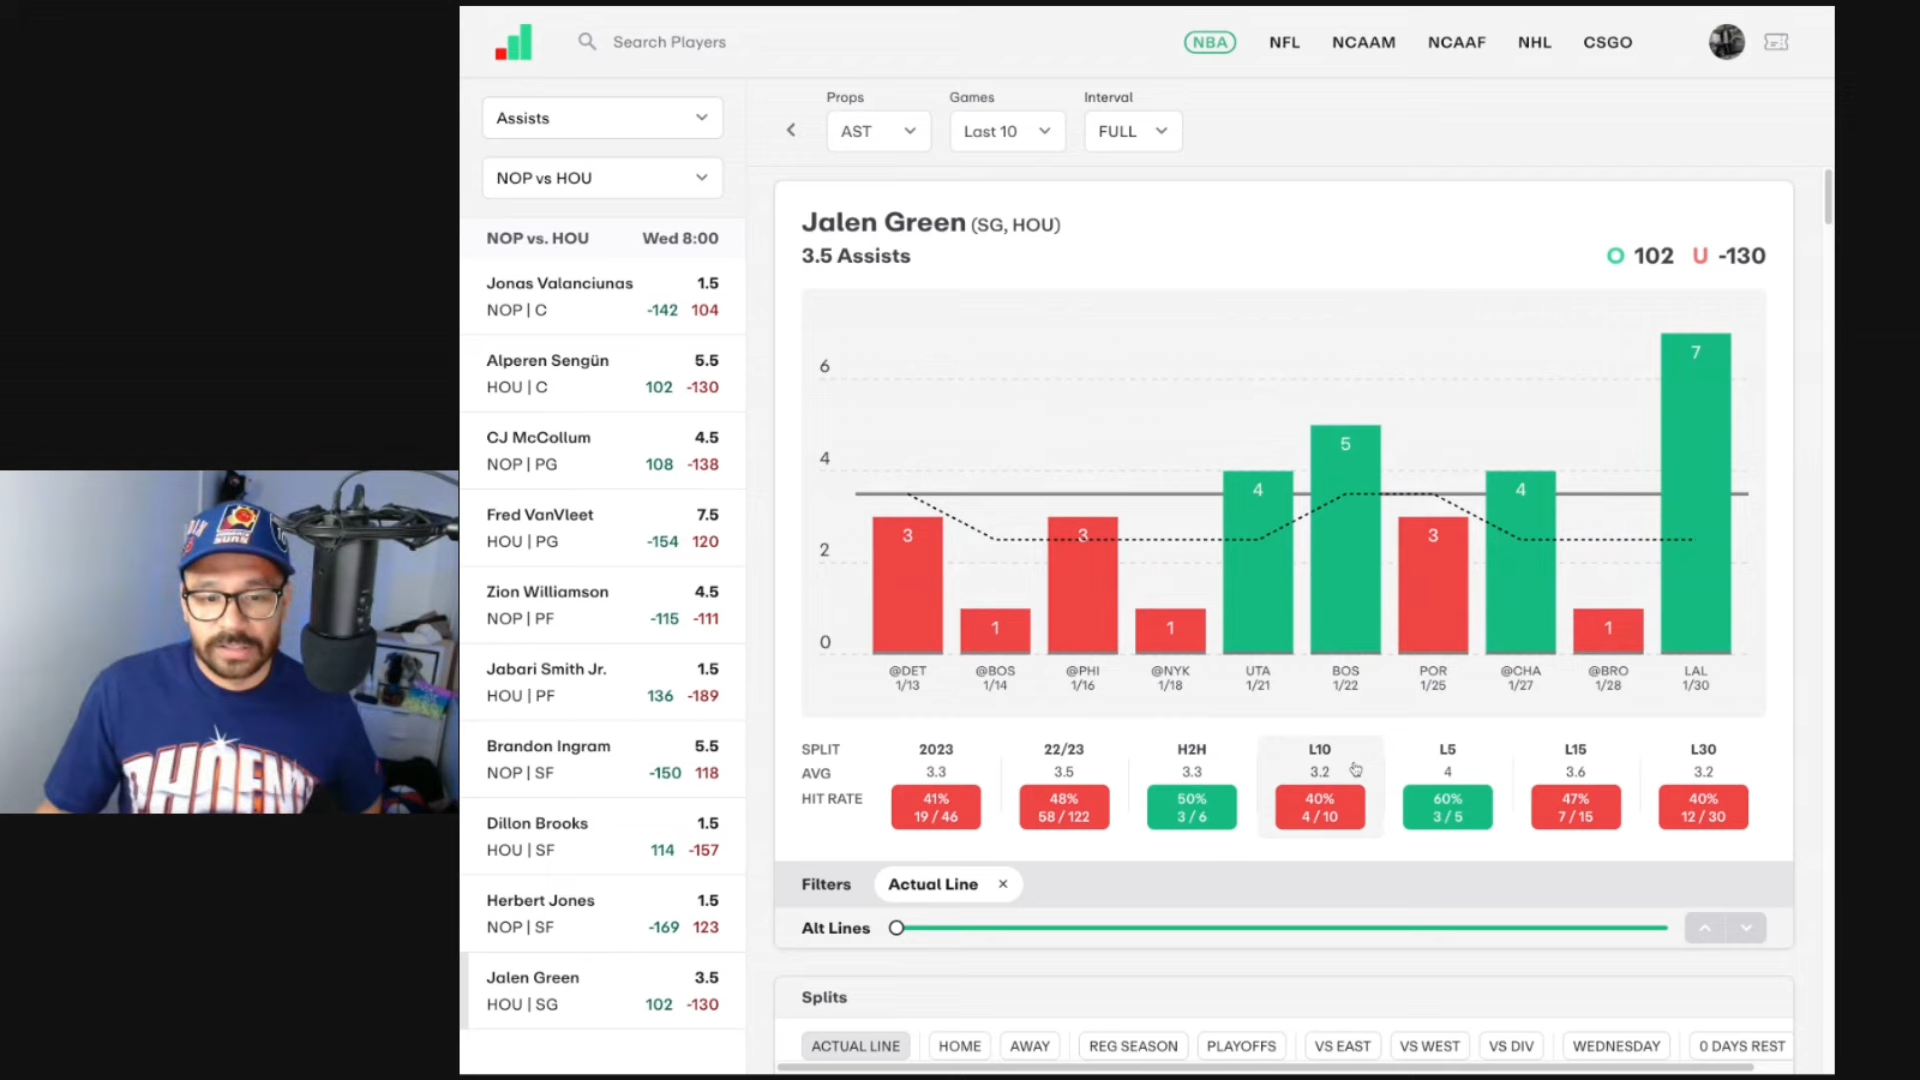 Search Players
NBA NFL NCAAM NCAAF NHL CSGO
Assists
NOP vs HOU
NOP vs. HOU Wed 8:00
Jonas Valanciunas 1.5
NOP | C -142 104
Alperen Sengün 5.5
HOU | C 102 -130
CJ McCollum 4.5
NOP | PG 108 -138
Fred VanVleet 7.5
HOU | PG -154 120
Zion Williamson 4.5
NOP | PF -115 -111
Jabari Smith Jr. 1.5
HOU | PF 136 -189
Brandon Ingram 5.5
NOP | SF -150 118
Dillon Brooks 1.5
HOU | SF 114 -157
Herbert Jones 1.5
NOP | SF -169 123
Jalen Green 3.5
HOU | SG 102 -130
Props Games Interval
AST Last 10 FULL
Jalen Green (SG, HOU)
3.5 Assists O 102 U -130
6
4
2
0
3 1 3 1 4 5 3 4 1 7
@DET @BOS @PHI @NYK UTA BOS POR @CHA @BRO LAL
1/13 1/14 1/16 1/18 1/21 1/22 1/25 1/27 1/28 1/30
SPLIT 2023 22/23 H2H L10 L5 L15 L30
AVG 3.3 3.5 3.3 3.2 4 3.6 3.2
HIT RATE 41% 48% 50% 40% 60% 47% 40%
19 / 46 58 / 122 3 / 6 4 / 10 3 / 5 7 / 15 12 / 30
Filters Actual Line ×
Alt Lines
Splits
ACTUAL LINE HOME AWAY REG SEASON PLAYOFFS VS EAST VS WEST VS DIV WEDNESDAY 0 DAYS REST